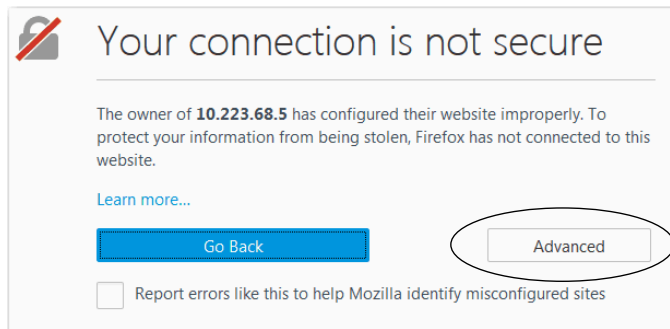 Your connection is not secure
The owner of 10.223.68.5 has configured their website improperly. To
protect your information from being stolen, Firefox has not connected to this
website.
Learn more...
Go Back
Advanced
Report errors like this to help Mozilla identify misconfigured sites